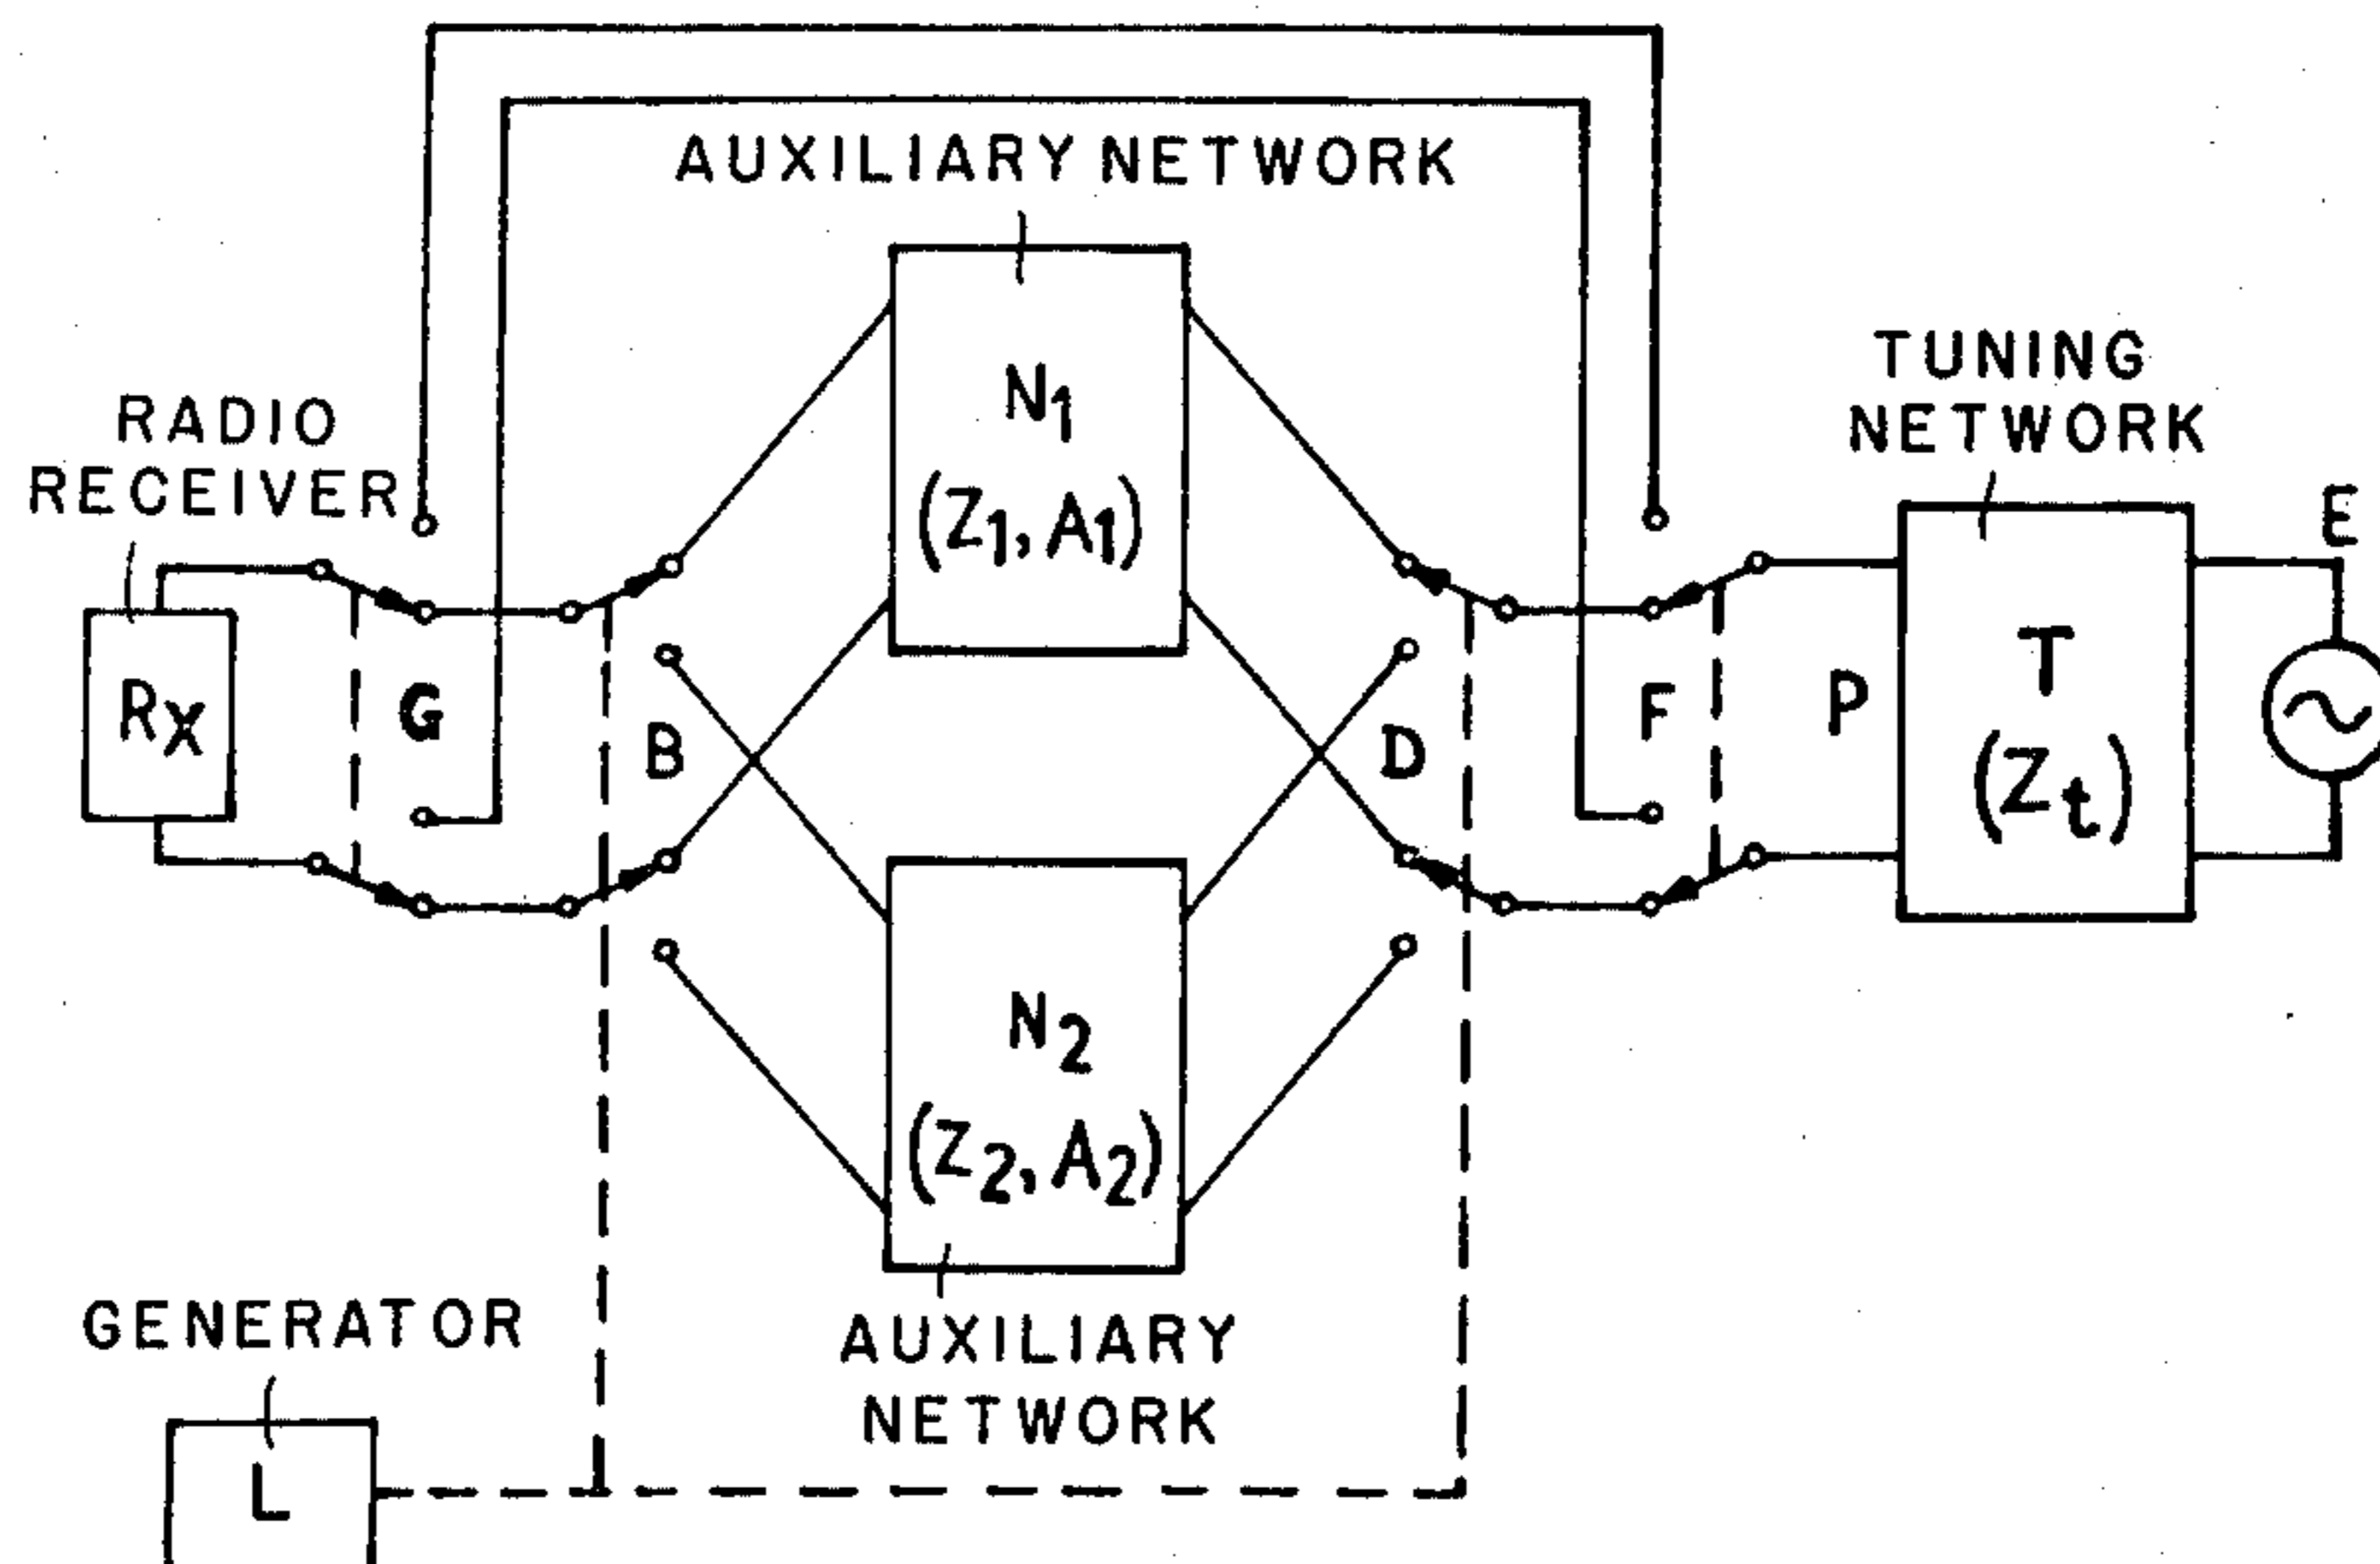 AUXILIARY NETWORK
N1
(Z1, A1)
RADIO
RECEIVER
Rx
G
B
D
F
P
TUNING
NETWORK
T
(Zt)
E
N2
(Z2, A2)
AUXILIARY
NETWORK
GENERATOR
L